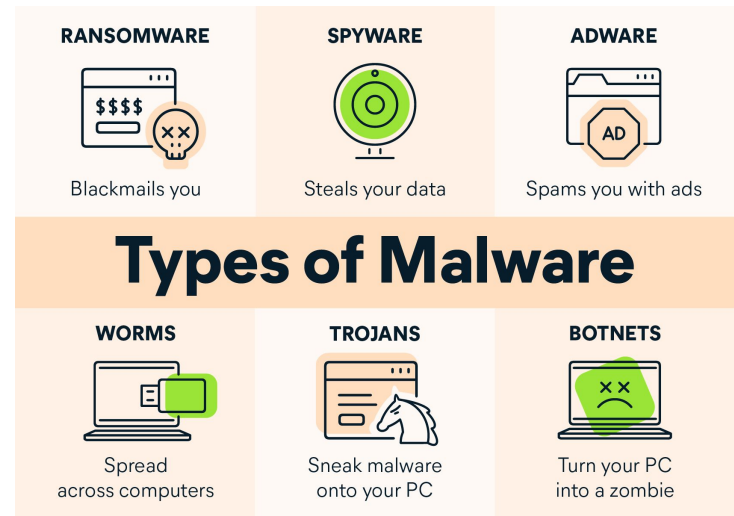 RANSOMWARE
SPYWARE
ADWARE
$$$$
AD
Blackmails you
Steals your data
Spams you with ads
Types of Malware
WORMS
TROJANS
BOTNETS
Spread
across computers
Sneak malware
onto your PC
Turn your PC
into a zombie